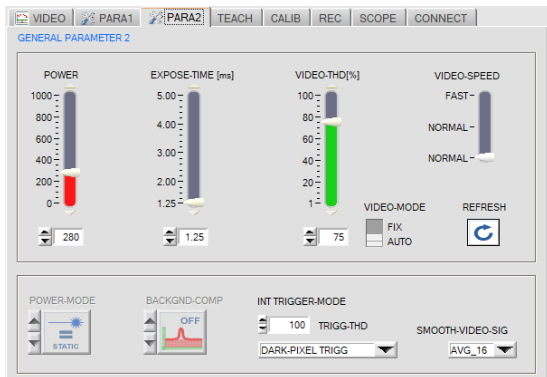 VIDEO PARA1 PARA2 TEACH CALIB REC SCOPE CONNECT
GENERAL PARAMETER 2
POWER EXPOSE-TIME [ms] VIDEO-THD[%] VIDEO-SPEED
1000 5.00 100 FAST
800 80
4.00 NORMAL
600 60
400 3.00 40 NORMAL
200 2.00 20
0 1.25 1
VIDEO-MODE REFRESH
FIX
AUTO
280 1.25 75
POWER-MODE BACKGND-COMP INT TRIGGER-MODE
OFF
100 TRIGG-THD
SMOOTH-VIDEO-SIG
STATIC
DARK-PIXEL TRIGG AVG_16